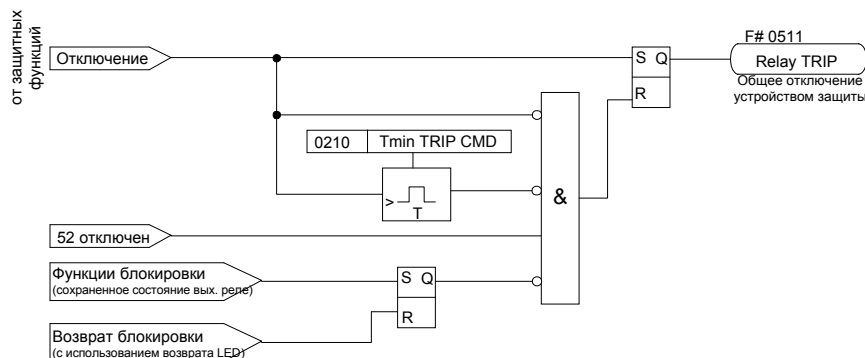 от защитных
функций
Отключение
S Q
R
F# 0511
Relay TRIP
Общее отключение
устройством защиты
0210 Tmin TRIP CMD
>
T
&
52 отключен
Функции блокировки
(сохраненное состояние вых. реле)
S Q
R
Возврат блокировки
(с использованием возврата LED)